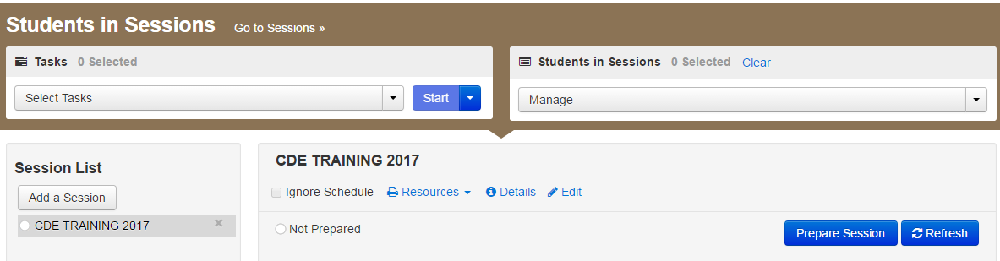 Students in Sessions Go to Sessions »
Tasks 0 Selected
Select Tasks Start
Students in Sessions 0 Selected Clear
Manage
Session List
Add a Session
CDE TRAINING 2017
CDE TRAINING 2017
Ignore Schedule Resources Details Edit
Not Prepared Prepare Session Refresh